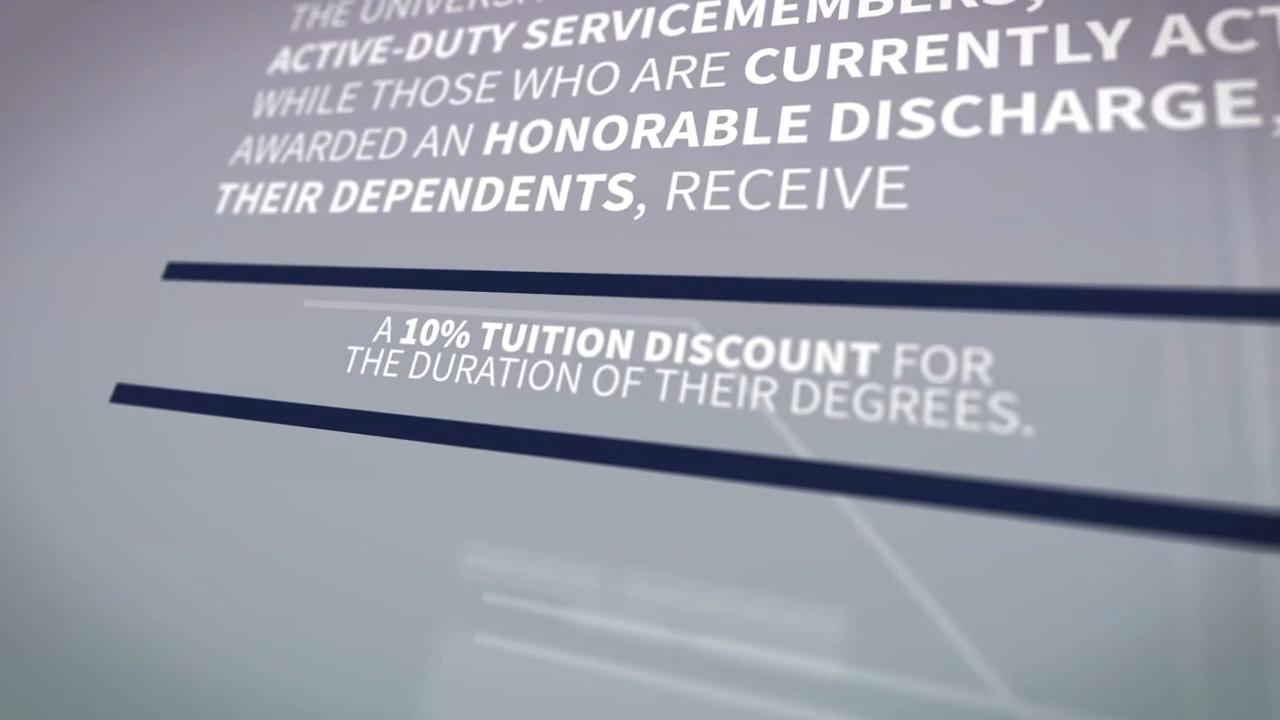 THE
ACTIVE-DUTY SERVICEMEMBERS,
WHILE THOSE WHO ARE CURRENTLY
AWARDED AN HONORABLE DISCHARGE,
THEIR DEPENDENTS, RECEIVE
A 10% TUITION DISCOUNT FOR
THE DURATION OF THEIR DEGREES.